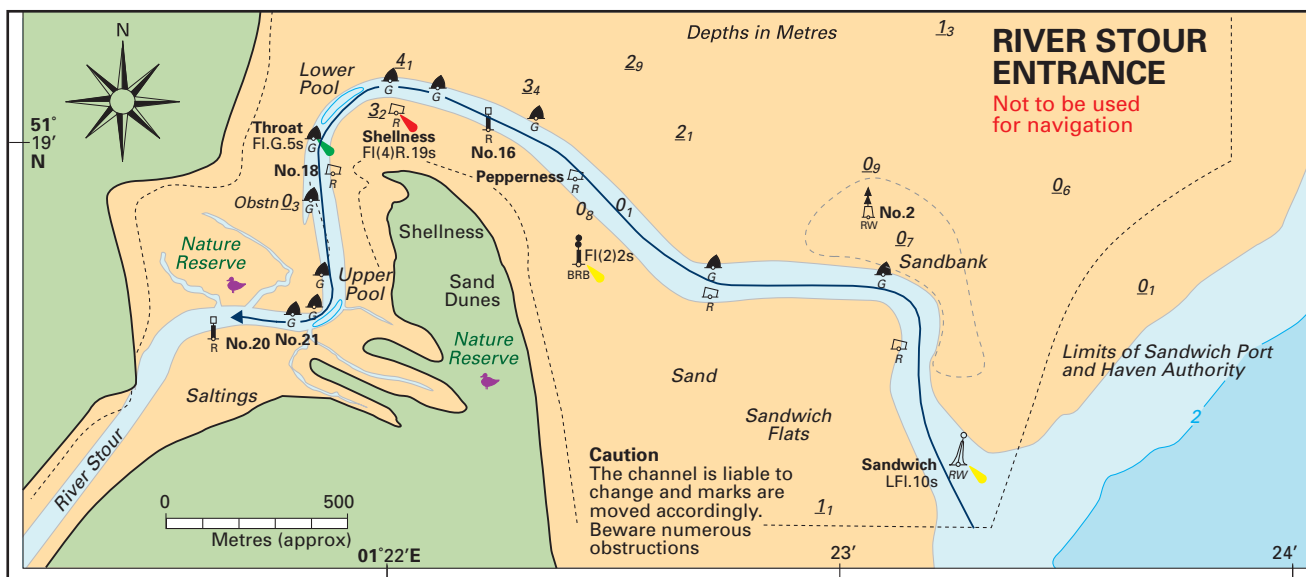 RIVER STOUR
ENTRANCE
Not to be used
for navigation
Depths in Metres
N
51°
19'
N
Lower
Pool
4₁
G
G
3₂
R
Shellness
Fl(4)R.19s
Throat
Fl.G.5s
G
No.18
R
Obstn 0₃
G
R
No.16
3₄
G
2₉
2₁
1₃
Pepperness
R
0₈
0₁
Fl(2)2s
BRB
0₉
No.2
RW
0₇
Sandbank
0₆
0₁
G
R
G
R
Shellness
Sand
Dunes
Nature
Reserve
Nature
Reserve
Upper
Pool
G
G
G
No.21
No.20
R
Saltings
River Stour
Sand
Sandwich
Flats
Limits of Sandwich Port
and Haven Authority
2
Sandwich
LFl.10s
RW
1₁
Caution
The channel is liable to
change and marks are
moved accordingly.
Beware numerous
obstructions
0
500
Metres (approx)
01°22'E
23'
24'